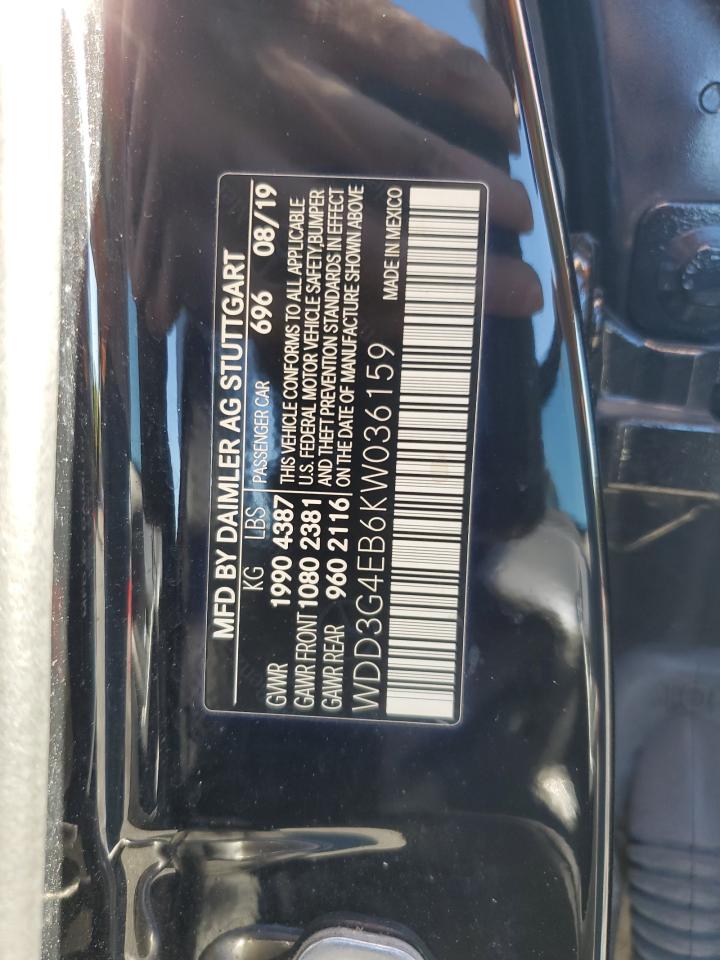 MFD BY DAIMLER AG STUTTGART
KG LBS PASSENGER CAR 696 08/19
GVWR 1990 4387 THIS VEHICLE CONFORMS TO ALL APPLICABLE
GAWR FRONT 1080 2381 U.S. FEDERAL MOTOR VEHICLE SAFETY, BUMPER
GAWR REAR 960 2116 AND THEFT PREVENTION STANDARDS IN EFFECT
ON THE DATE OF MANUFACTURE SHOWN ABOVE
WDD3G4EB6KW036159 MADE IN MEXICO